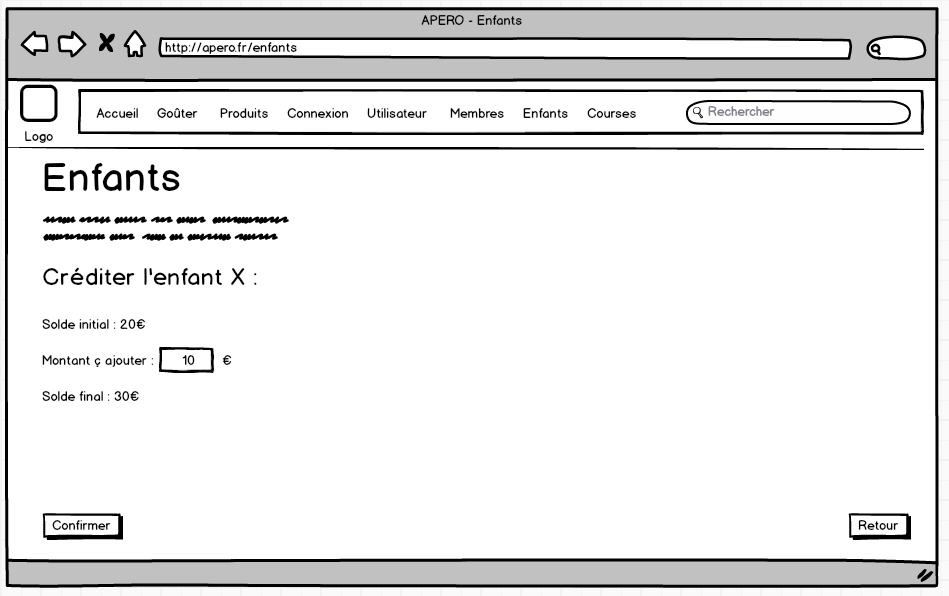 APERO - Enfants
http://apero.fr/enfants
Accueil Goûter Produits Connexion Utilisateur Membres Enfants Courses Rechercher
Logo
Enfants
Créditer l'enfant X :
Solde initial : 20€
Montant ç ajouter : 10 €
Solde final : 30€
Confirmer Retour